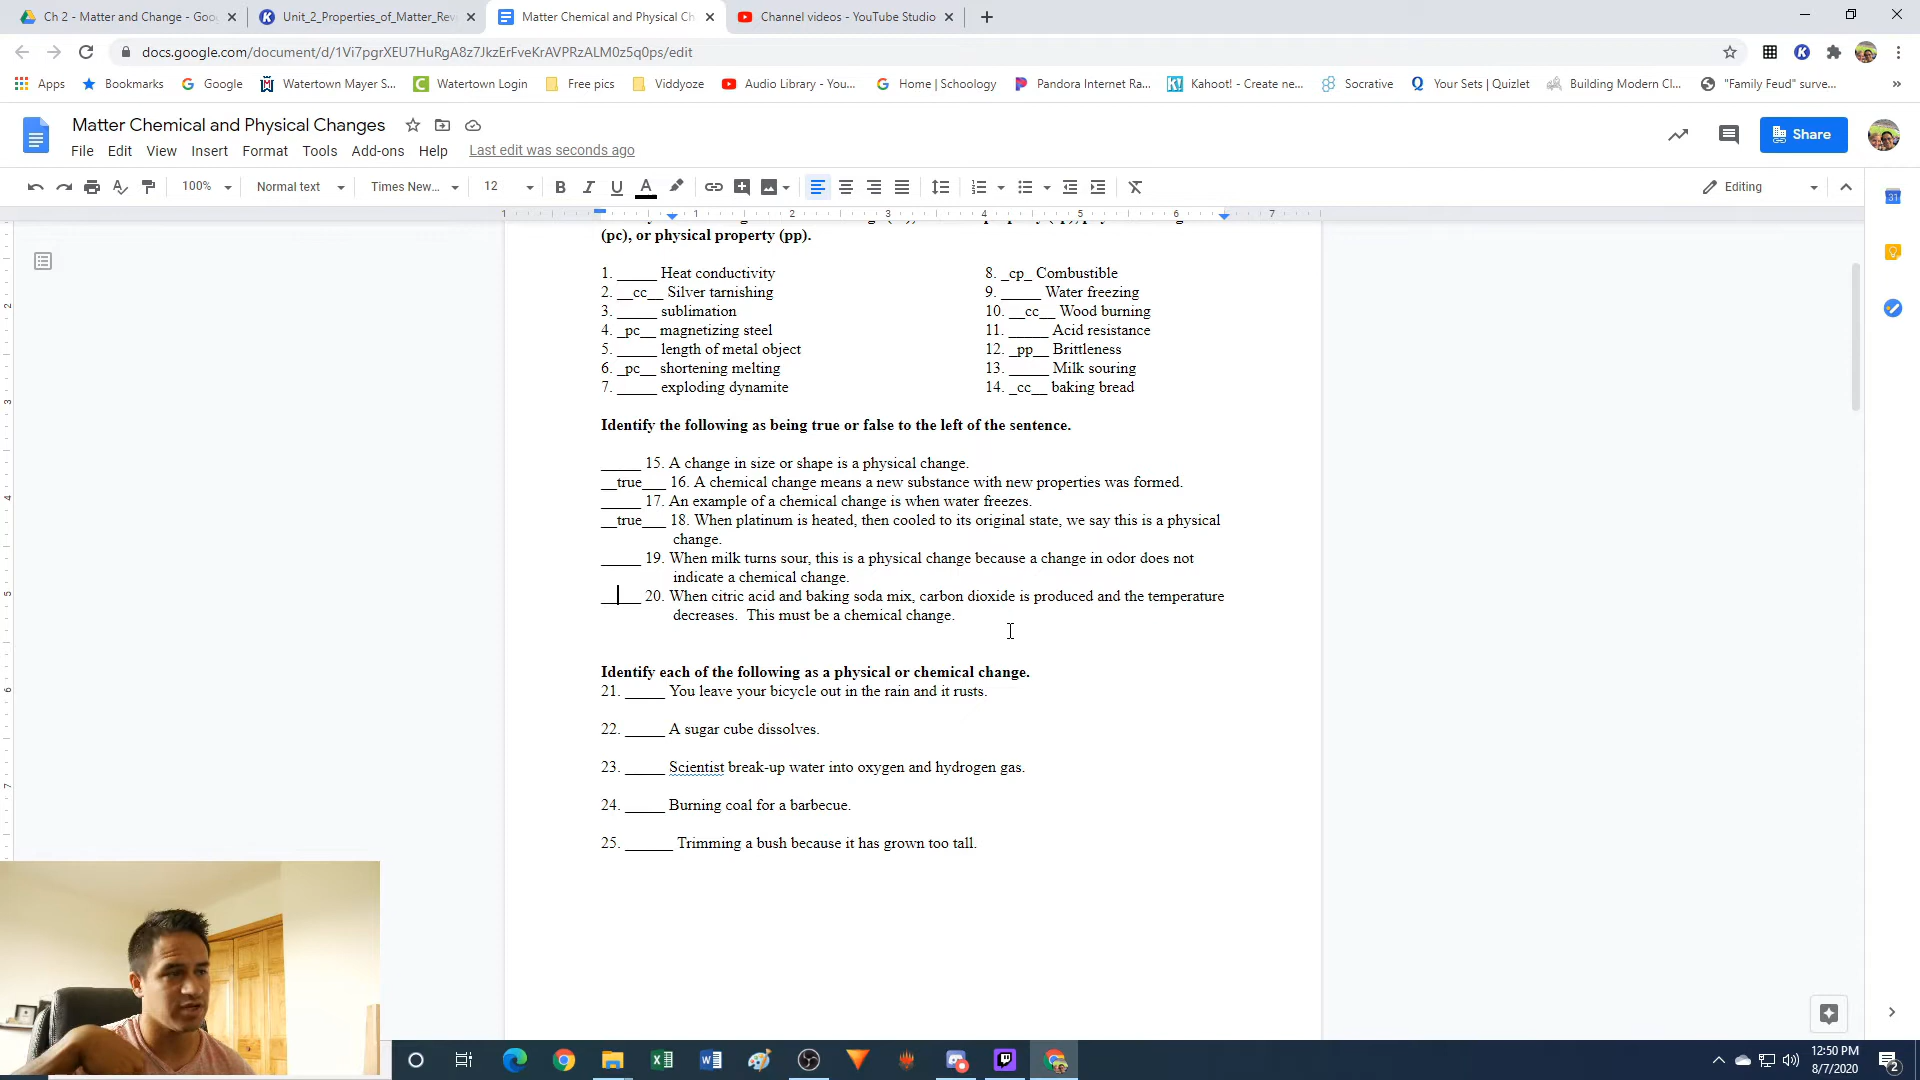 Ch 2 - Matter and Change - Goo
Unit_2_Properties_of_Matter_Rev
Matter Chemical and Physical Ch
Channel videos - YouTube Studio
docs.google.com/document/d/1Vi7pgrXEU7HuRgA8z7JkzErFveKrAVPRzALM0z5q0ps/edit
Apps Bookmarks Google Watertown Mayer S... Watertown Login Free pics Viddyoze Audio Library - You... Home | Schoology Pandora Internet Ra... Kahoot! - Create ne... Socrative Your Sets | Quizlet Building Modern Cl... "Family Feud" surve...
Matter Chemical and Physical Changes
Share
File Edit View Insert Format Tools Add-ons Help Last edit was seconds ago
100% Normal text Times New... 12 B I U A Editing
1 1 2 3 4 5 6 7
(pc), or physical property (pp).
1. _____ Heat conductivity
2. __cc__ Silver tarnishing
3. _____ sublimation
4. _pc__ magnetizing steel
5. _____ length of metal object
6. _pc__ shortening melting
7. _____ exploding dynamite
8. _cp_ Combustible
9. _____ Water freezing
10. __cc__ Wood burning
11. _____ Acid resistance
12. _pp__ Brittleness
13. _____ Milk souring
14. _cc__ baking bread
Identify the following as being true or false to the left of the sentence.
_____ 15. A change in size or shape is a physical change.
__true___ 16. A chemical change means a new substance with new properties was formed.
_____ 17. An example of a chemical change is when water freezes.
__true___ 18. When platinum is heated, then cooled to its original state, we say this is a physical
change.
_____ 19. When milk turns sour, this is a physical change because a change in odor does not
indicate a chemical change.
_____ 20. When citric acid and baking soda mix, carbon dioxide is produced and the temperature
decreases. This must be a chemical change.
Identify each of the following as a physical or chemical change.
21. _____ You leave your bicycle out in the rain and it rusts.
22. _____ A sugar cube dissolves.
23. _____ Scientist break-up water into oxygen and hydrogen gas.
24. _____ Burning coal for a barbecue.
25. ______ Trimming a bush because it has grown too tall.
12:50 PM
8/7/2020
2